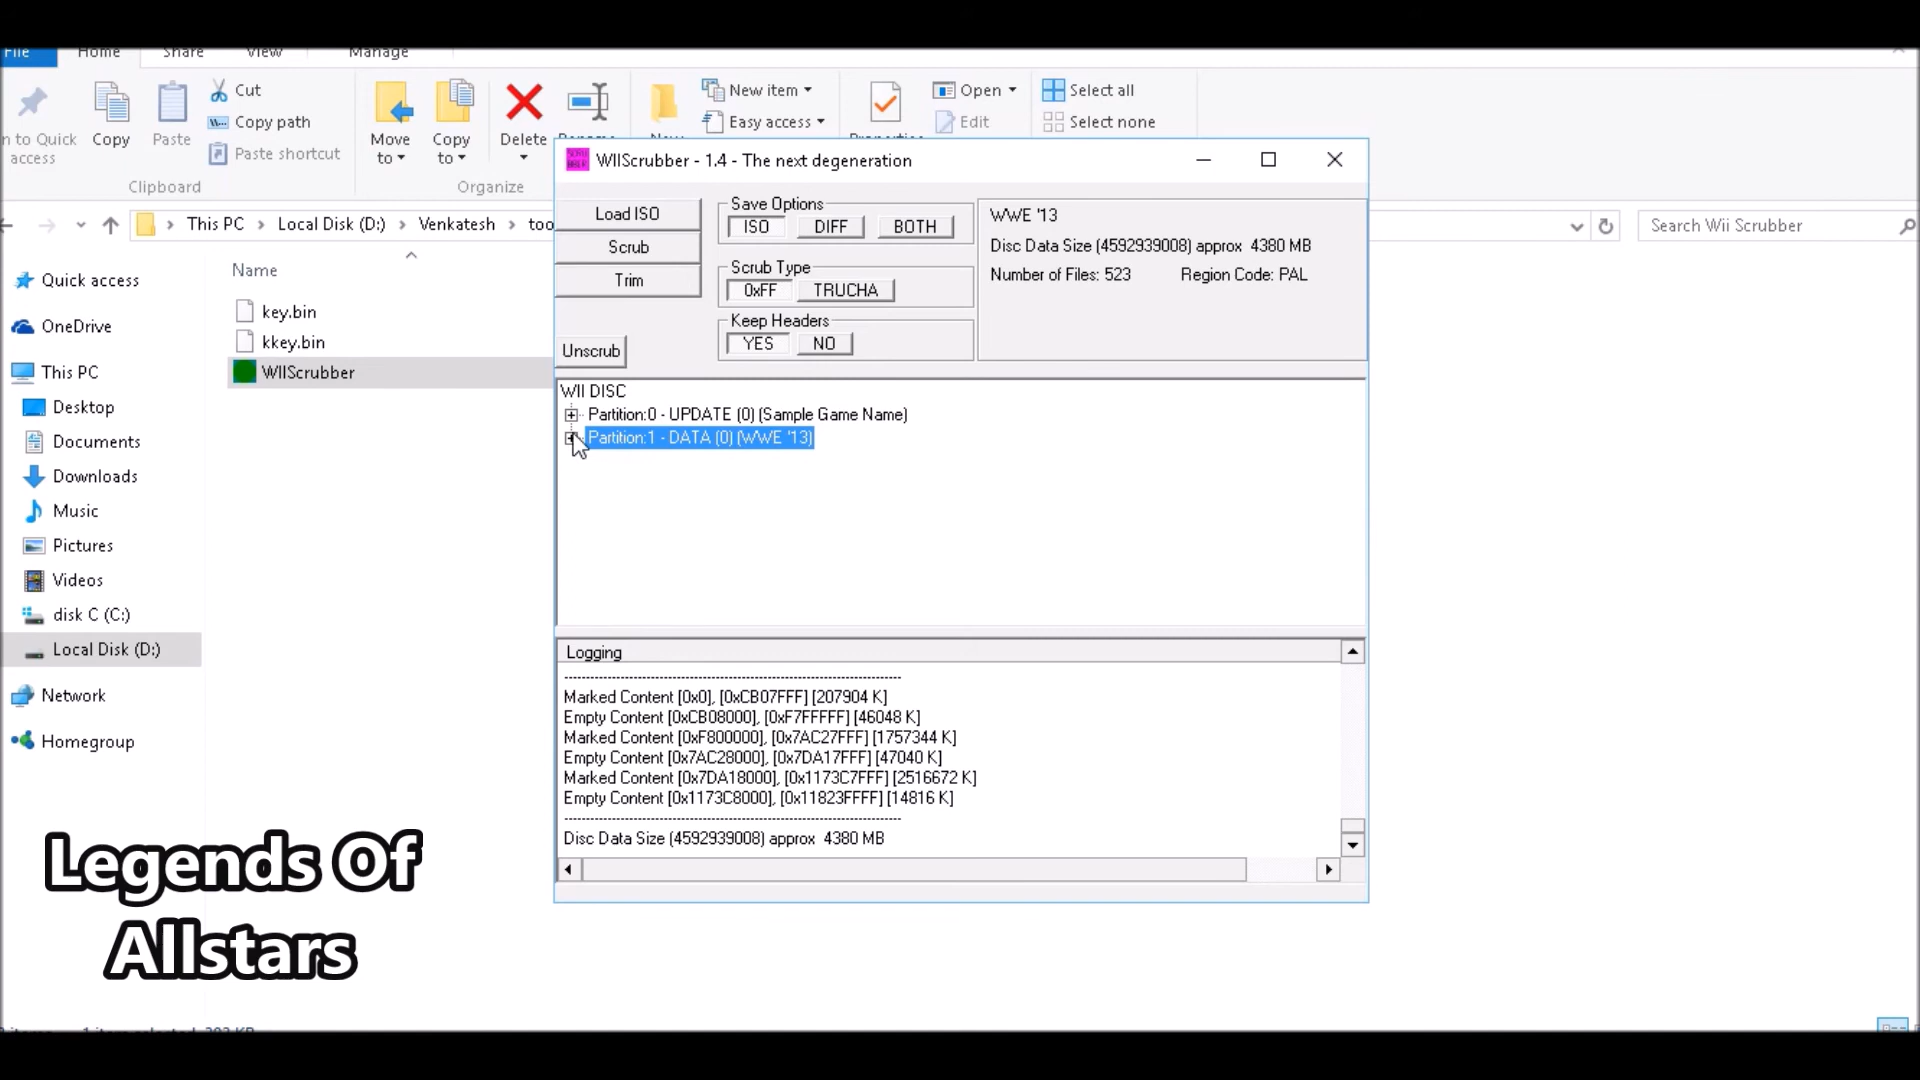 File Home Share View Manage
Cut
Copy path
Paste shortcut
n to Quick access
Copy
Paste
Clipboard
Move to
Copy to
Delete
Organize
New item
Easy access
Open
Edit
Select all
Select none
This PC > Local Disk (D:) > Venkatesh > too
Search Wii Scrubber
Quick access
OneDrive
This PC
Desktop
Documents
Downloads
Music
Pictures
Videos
disk C (C:)
Local Disk (D:)
Network
Homegroup
Name
key.bin
kkey.bin
WIIScrubber
WIIScrubber - 1.4 - The next degeneration
Load ISO
Scrub
Trim
Unscrub
Save Options
ISO DIFF BOTH
Scrub Type
0xFF TRUCHA
Keep Headers
YES NO
WWE '13
Disc Data Size (4592939008) approx 4380 MB
Number of Files: 523 Region Code: PAL
WII DISC
Partition:0 - UPDATE (0) (Sample Game Name)
Partition:1 - DATA (0) (WWE '13)
Logging
Marked Content [0x0], [0xCB07FFF] [207904 K]
Empty Content [0xCB08000], [0xF7FFFFF] [46048 K]
Marked Content [0xF800000], [0x7AC27FFF] [1757344 K]
Empty Content [0x7AC28000], [0x7DA17FFF] [47040 K]
Marked Content [0x7DA18000], [0x1173C7FFF] [2516672 K]
Empty Content [0x1173C8000], [0x11823FFFF] [14816 K]
Disc Data Size (4592939008) approx 4380 MB
Legends Of
Allstars